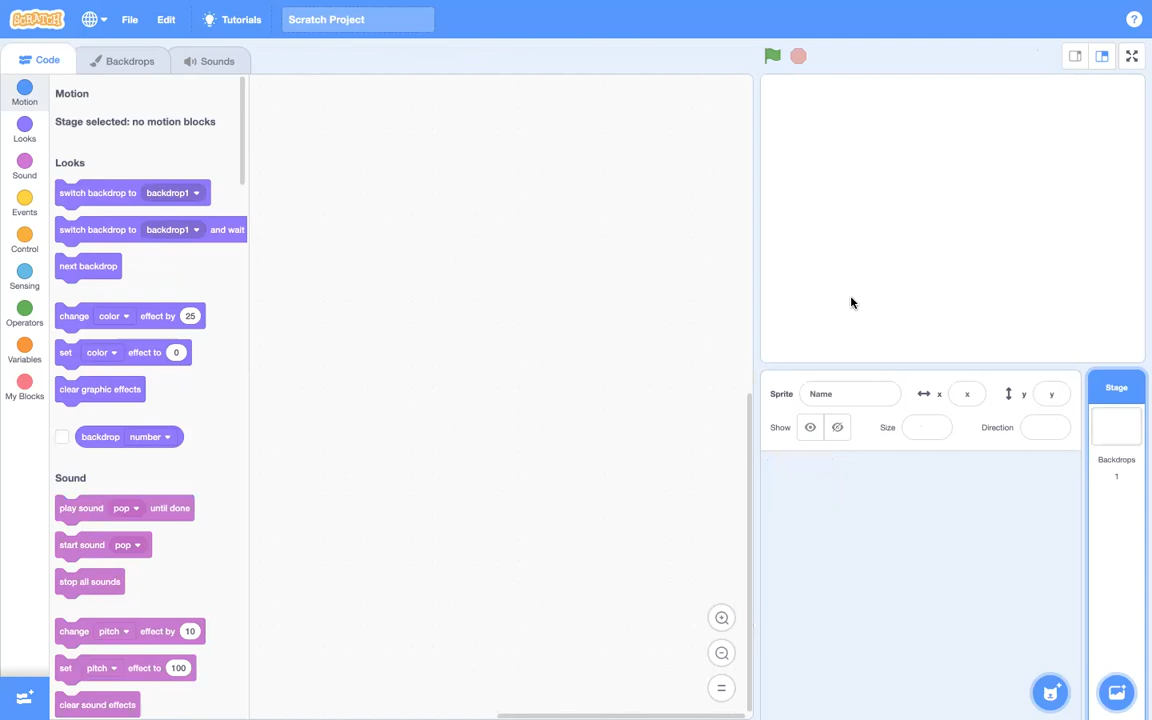 SCRATCH File Edit Tutorials Scratch Project ?
Code Backdrops Sounds
Motion
Looks
Sound
Events
Control
Sensing
Operators
Variables
My Blocks
Motion
Stage selected: no motion blocks
Looks
switch backdrop to backdrop1
switch backdrop to backdrop1 and wait
next backdrop
change color effect by 25
set color effect to 0
clear graphic effects
backdrop number
Sound
play sound pop until done
start sound pop
stop all sounds
change pitch effect by 10
set pitch effect to 100
clear sound effects
Sprite Name x x y y
Show Size Direction
Stage
Backdrops
1